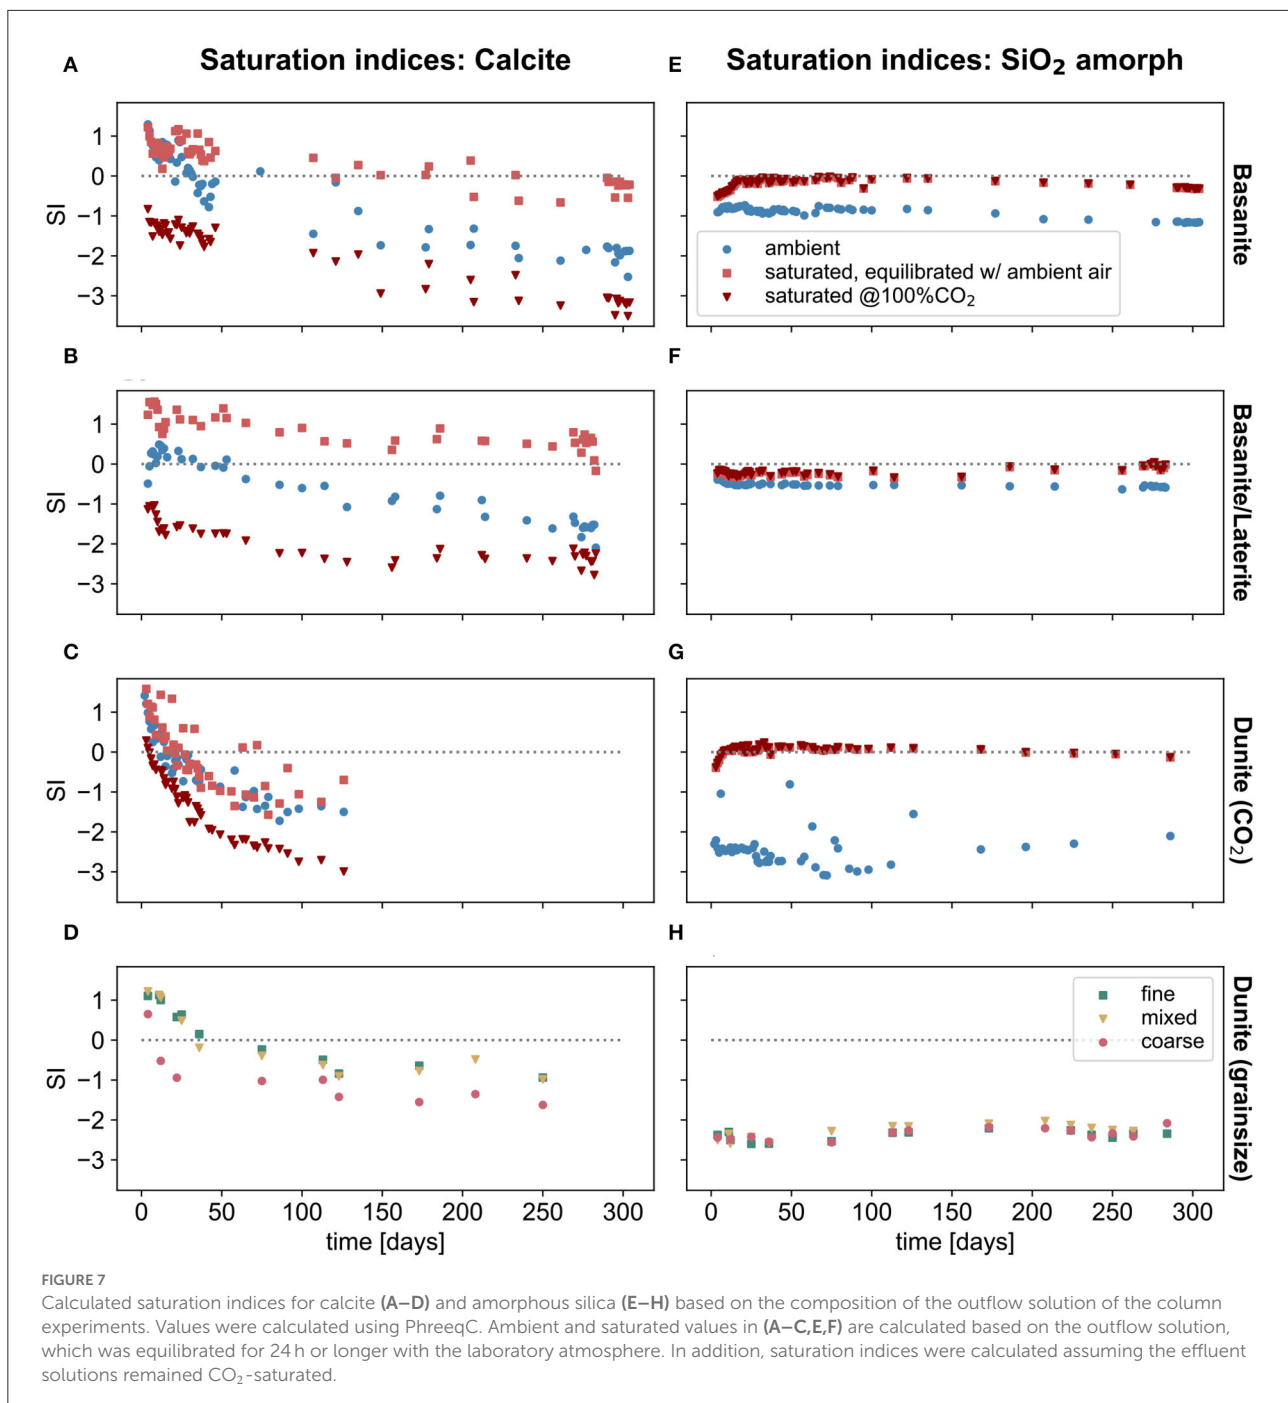 A
Saturation indices: Calcite
E
Saturation indices: SiO₂ amorph
SI
1
0
−1
−2
−3
ambient
saturated, equilibrated w/ ambient air
saturated @100%CO₂
Basanite
B
F
SI
1
0
−1
−2
−3
Basanite/Laterite
C
G
SI
1
0
−1
−2
−3
Dunite (CO₂)
D
H
SI
1
0
−1
−2
−3
fine
mixed
coarse
Dunite (grainsize)
0 50 100 150 200 250 300
time [days]
0 50 100 150 200 250 300
time [days]
FIGURE 7
Calculated saturation indices for calcite (A–D) and amorphous silica (E–H) based on the composition of the outflow solution of the column
experiments. Values were calculated using PhreeqC. Ambient and saturated values in (A–C,E,F) are calculated based on the outflow solution,
which was equilibrated for 24 h or longer with the laboratory atmosphere. In addition, saturation indices were calculated assuming the effluent
solutions remained CO₂-saturated.